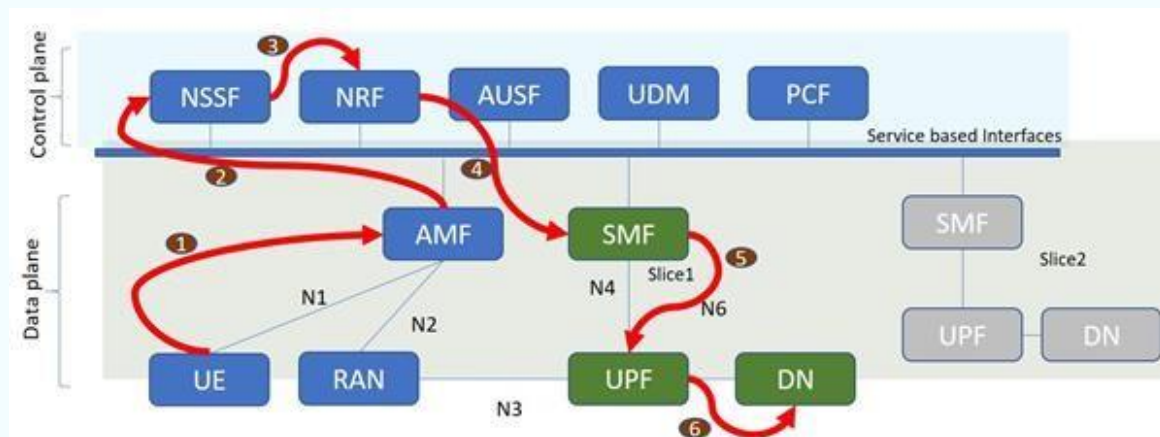 Control plane
3
NSSF
NRF
AUSF
UDM
PCF
Service based Interfaces
2
4
Data plane
1
AMF
SMF
5
SMF
Slice1
Slice2
N1
N4
N6
N2
UE
RAN
UPF
DN
UPF
DN
N3
6